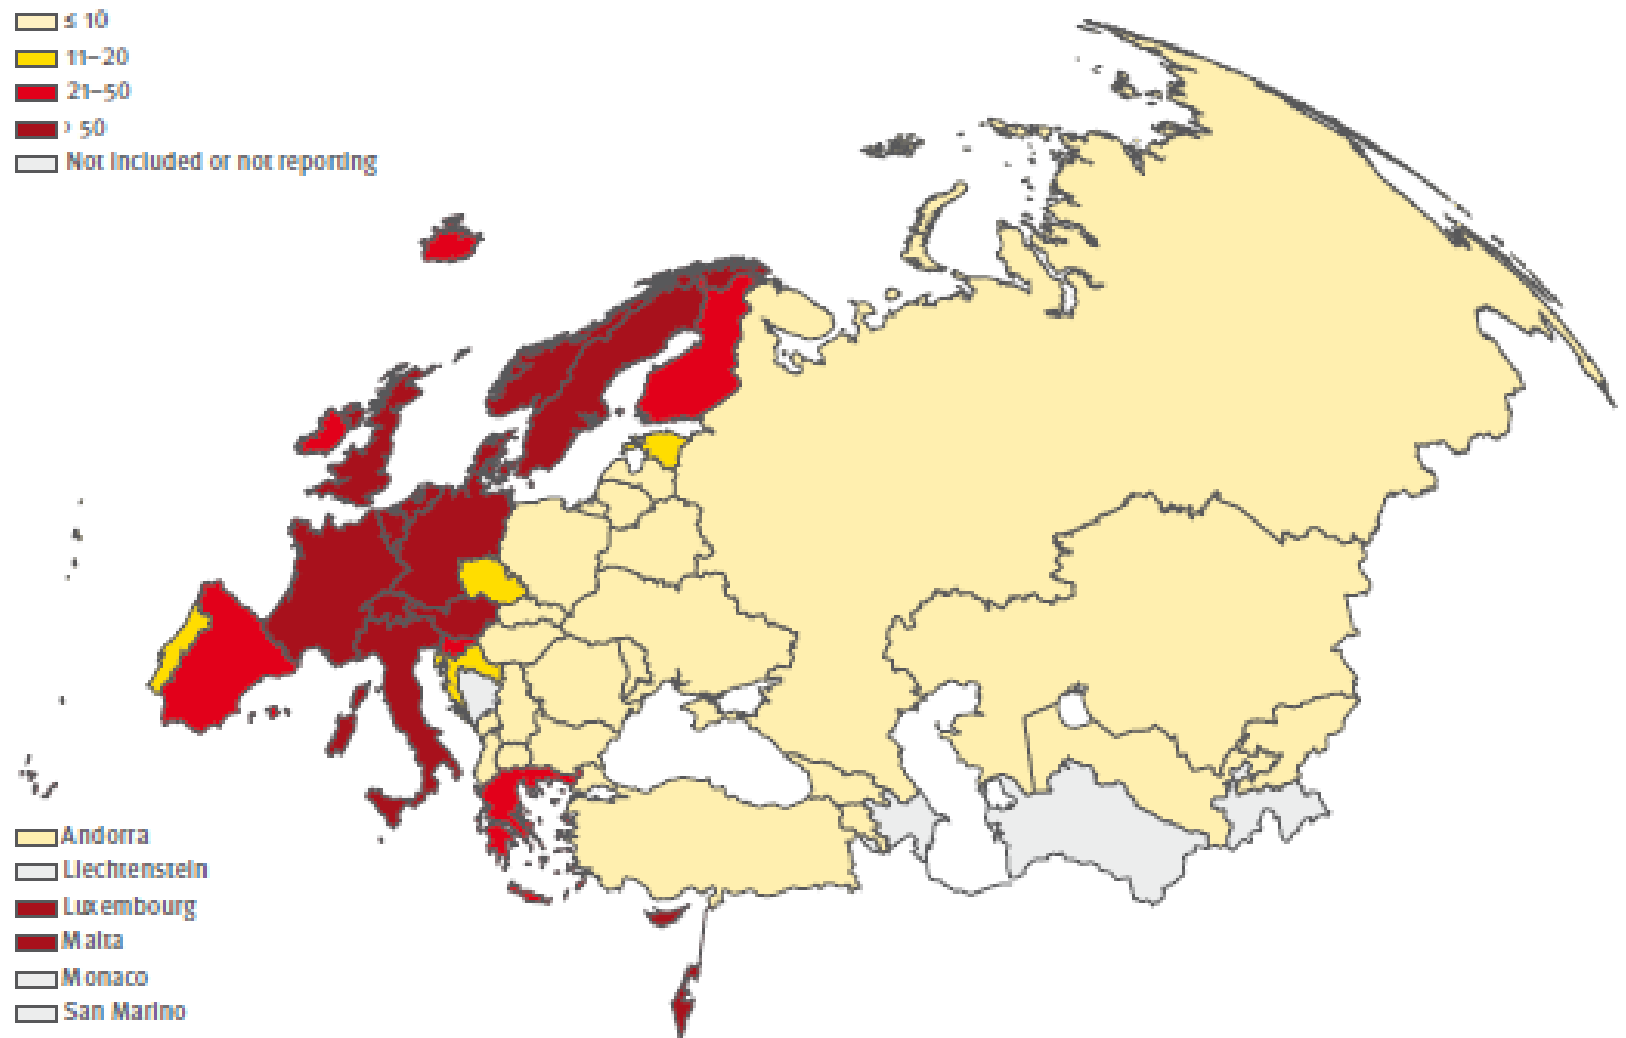 ≤ 10
11–20
21–50
> 50
Not included or not reporting
Andorra
Liechtenstein
Luxembourg
Malta
Monaco
San Marino